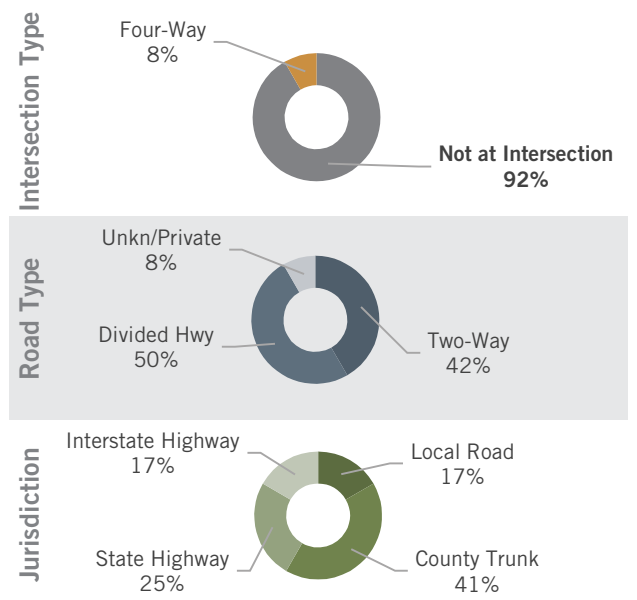 Intersection Type
Four-Way
8%
Not at Intersection
92%
Road Type
Unkn/Private
8%
Divided Hwy
50%
Two-Way
42%
Jurisdiction
Interstate Highway
17%
Local Road
17%
State Highway
25%
County Trunk
41%